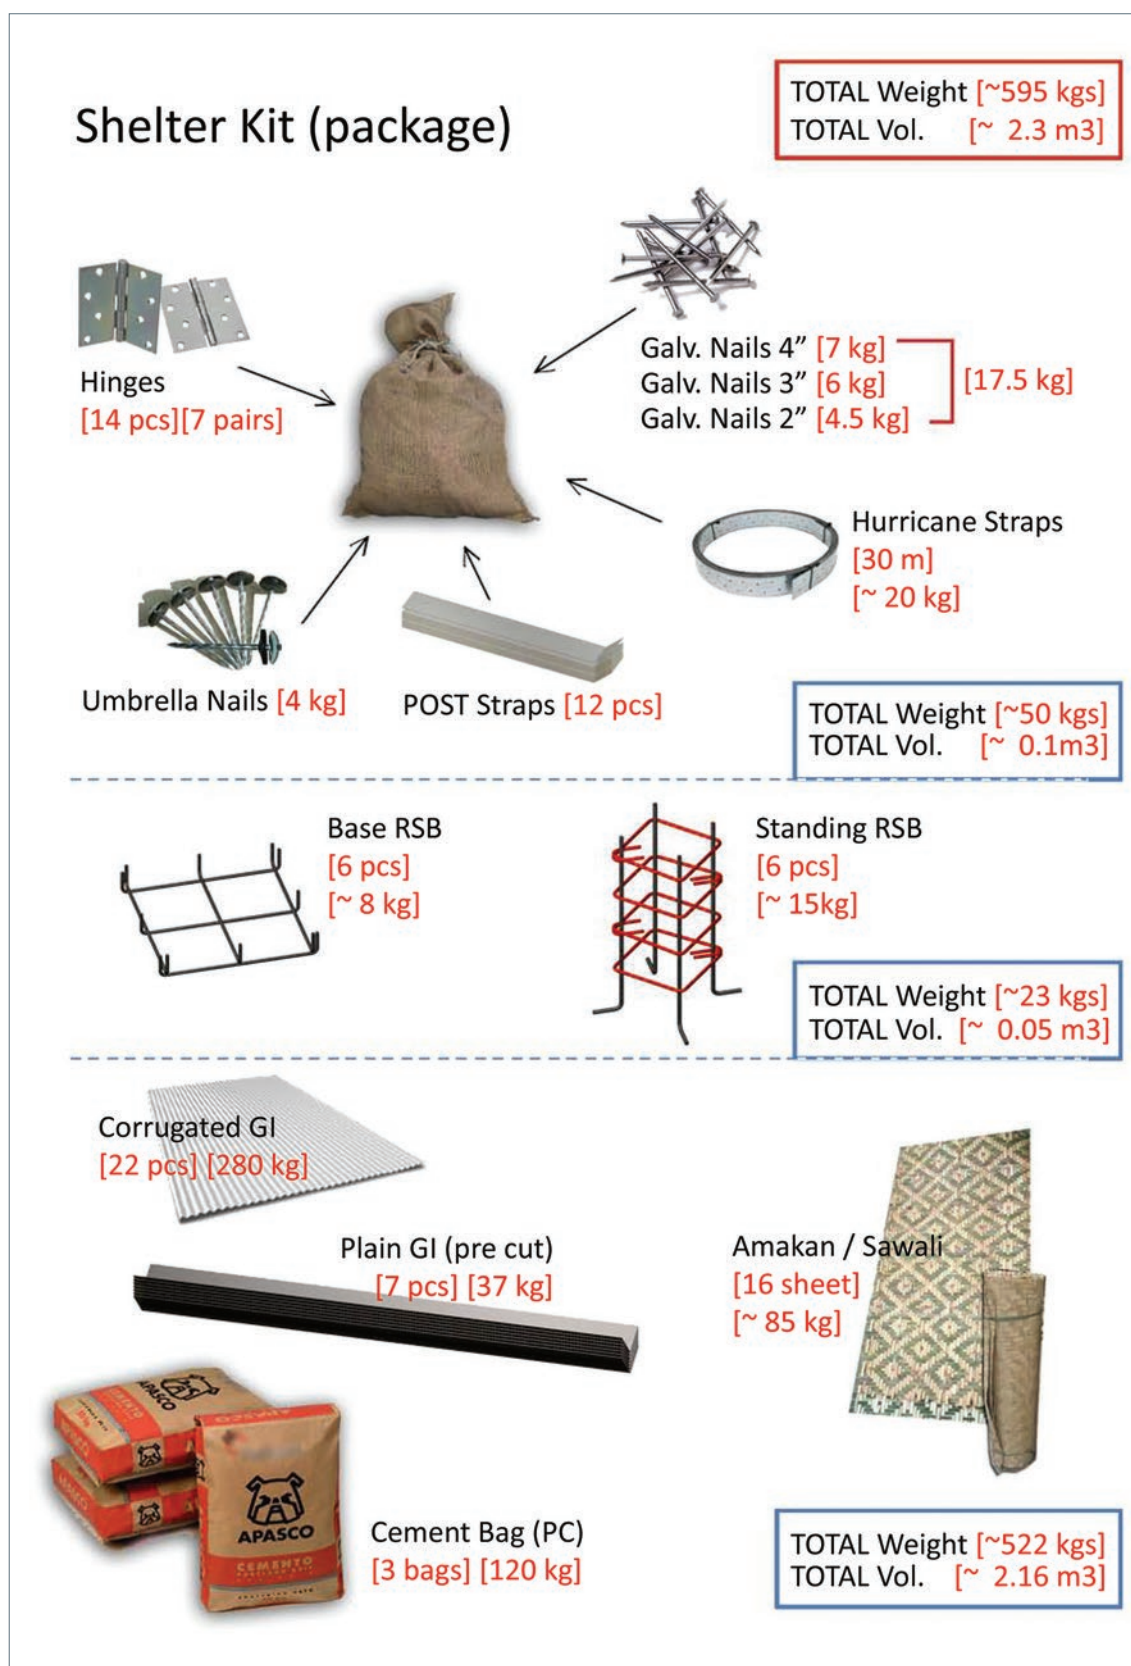 Shelter Kit (package)
TOTAL Weight [~595 kgs]
TOTAL Vol. [~ 2.3 m3]
Hinges
[14 pcs][7 pairs]
Galv. Nails 4” [7 kg]
Galv. Nails 3” [6 kg]
Galv. Nails 2” [4.5 kg]
[17.5 kg]
Hurricane Straps
[30 m]
[~ 20 kg]
Umbrella Nails [4 kg]
POST Straps [12 pcs]
TOTAL Weight [~50 kgs]
TOTAL Vol. [~ 0.1m3]
Base RSB
[6 pcs]
[~ 8 kg]
Standing RSB
[6 pcs]
[~ 15kg]
TOTAL Weight [~23 kgs]
TOTAL Vol. [~ 0.05 m3]
Corrugated GI
[22 pcs] [280 kg]
Plain GI (pre cut)
[7 pcs] [37 kg]
Amakan / Sawali
[16 sheet]
[~ 85 kg]
CEMENTO
APASCO
APASCO
APASCO
APASCO
APASCO
CEMENTO
Cement Bag (PC)
[3 bags] [120 kg]
TOTAL Weight [~522 kgs]
TOTAL Vol. [~ 2.16 m3]